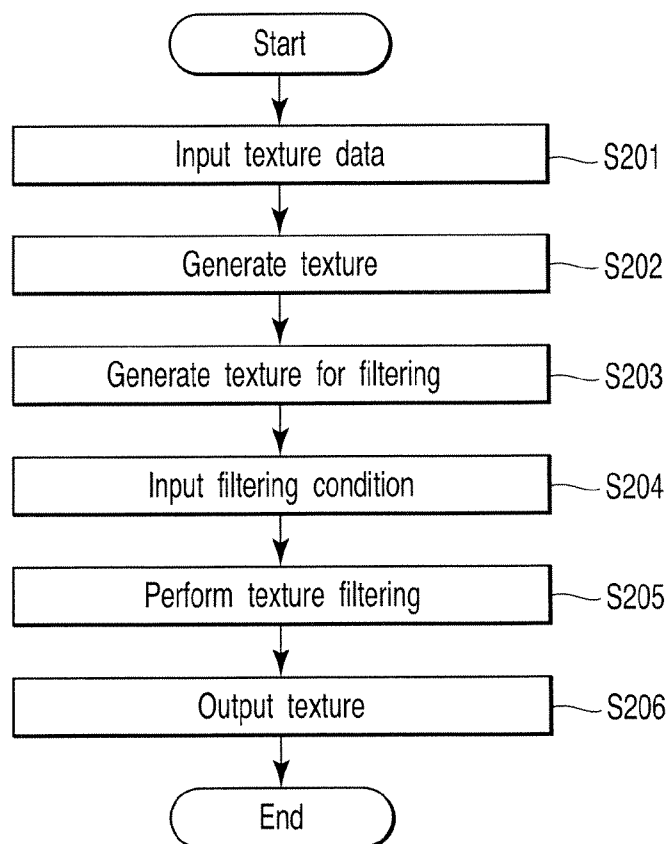 Start
Input texture data S201
Generate texture S202
Generate texture for filtering S203
Input filtering condition S204
Perform texture filtering S205
Output texture S206
End